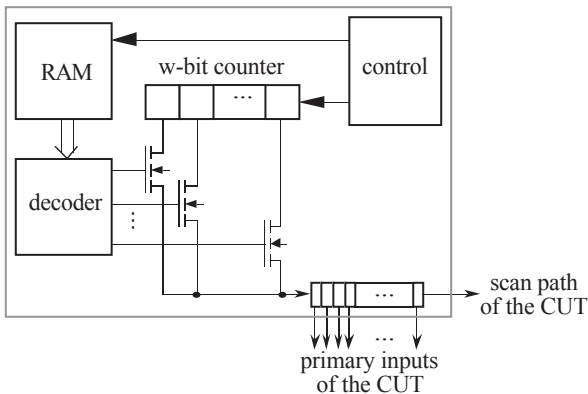 RAM
w-bit counter
control
...
decoder
...
...
scan path
of the CUT
...
primary inputs
of the CUT